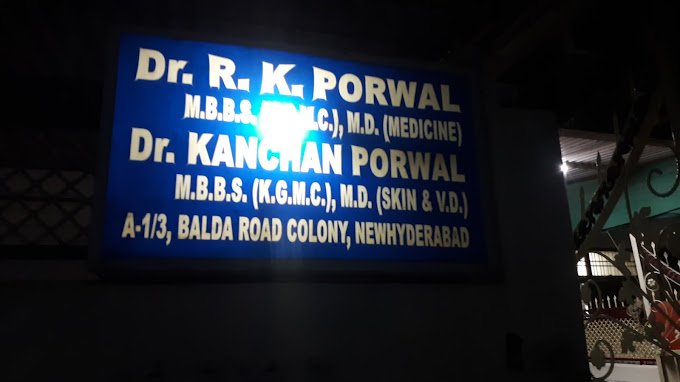 Dr. R. K. PORWAL
M.B.B.S. M.D. (MEDICINE)
Dr. KANCHAN PORWAL
M.B.B.S. (K.G.M.C.), M.D. (SKIN & V.D.)
A-1/3, BALDA ROAD COLONY, NEWHYDERABAD